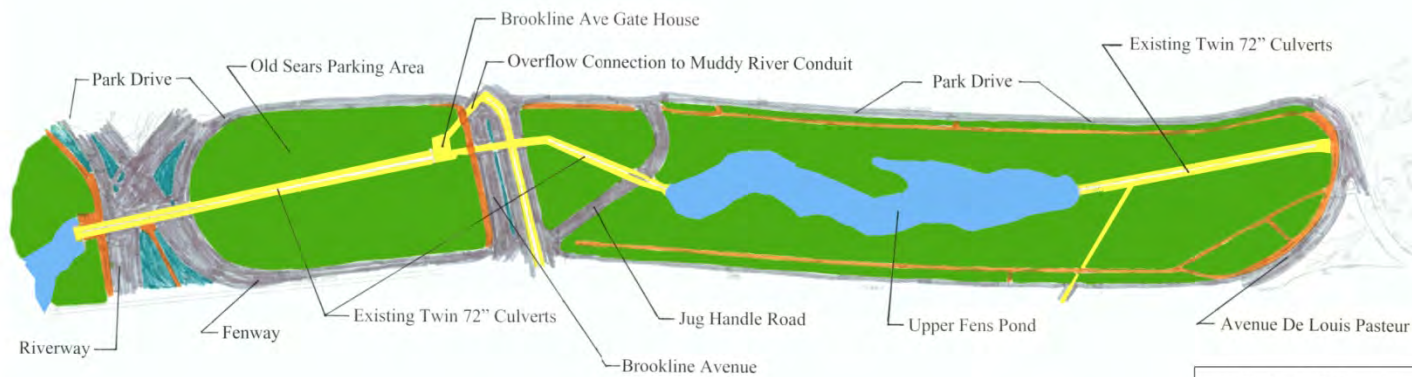 Brookline Ave Gate House
Existing Twin 72" Culverts
Old Sears Parking Area
Overflow Connection to Muddy River Conduit
Park Drive
Park Drive
Riverway
Fenway
Existing Twin 72" Culverts
Brookline Avenue
Jug Handle Road
Upper Fens Pond
Avenue De Louis Pasteur